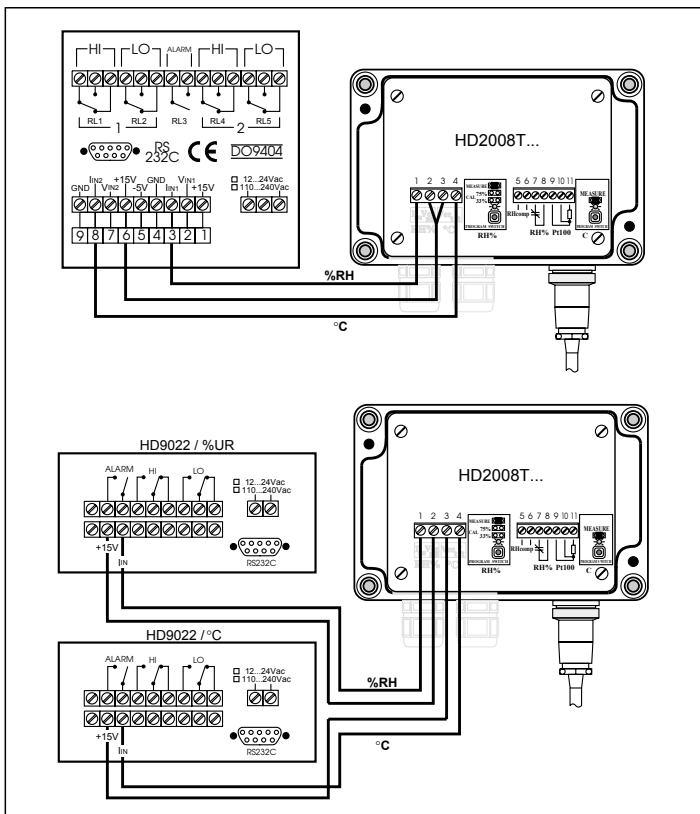 HI LO ALARM HI LO
RL1 RL2 RL3 RL4 RL5
1 2
RS
232C CE DO9404
IIN2 +15V GND VIN1
GND VIN2 -5V IIN1 +15V
12...24Vac
110...240Vac
9 8 7 6 5 4 3 2 1
%RH
°C
HD2008T...
1 2 3 4
MEASURE
75%
CAL
33%
PROGRAM SWITCH
RH%
5 6 7 8 9 10 11
RHcomp
RH% Pt100
MEASURE
PROGRAM SWITCH
C
HD9022 / %UR
ALARM HI LO
12...24Vac
110...240Vac
+15V
IIN
RS232C
HD9022 / °C
ALARM HI LO
12...24Vac
110...240Vac
+15V
IIN
RS232C
%RH
°C
HD2008T...
1 2 3 4
MEASURE
75%
CAL
33%
PROGRAM SWITCH
RH%
5 6 7 8 9 10 11
RHcomp
RH% Pt100
MEASURE
PROGRAM SWITCH
C